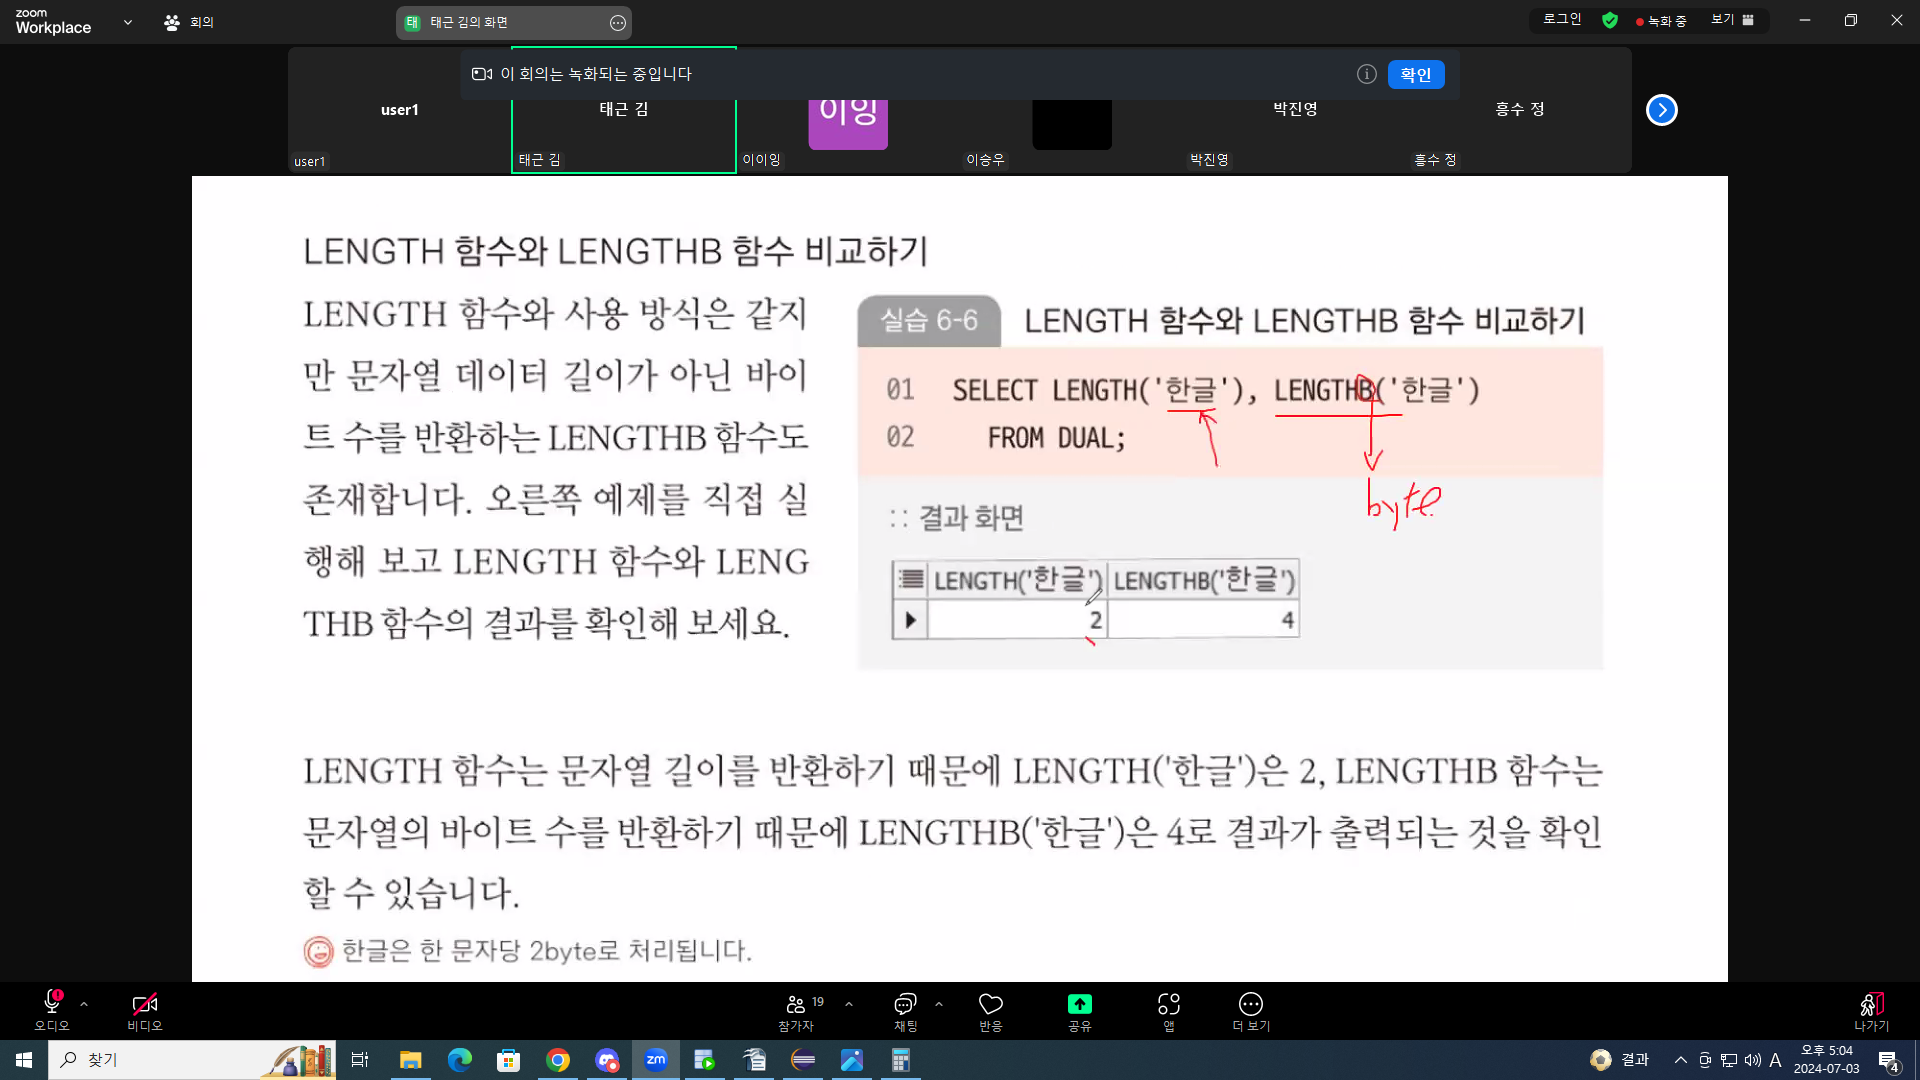 zoom
Workplace
회의
태 태근 김의 화면
로그인
녹화 중
보기
이 회의는 녹화되는 중입니다
확인
user1
태근 김
이잉
박진영
흥수 정
user1
태근 김
이이잉
이승우
박진영
흥수 정
LENGTH 함수와 LENGTHB 함수 비교하기
LENGTH 함수와 사용 방식은 같지
만 문자열 데이터 길이가 아닌 바이
트 수를 반환하는 LENGTHB 함수도
존재합니다. 오른쪽 예제를 직접 실
행해 보고 LENGTH 함수와 LENG
THB 함수의 결과를 확인해 보세요.
실습 6-6 LENGTH 함수와 LENGTHB 함수 비교하기
01 SELECT LENGTH('한글'), LENGTHB('한글')
02 FROM DUAL;
byte
:: 결과 화면
LENGTH('한글') LENGTHB('한글')
2 4
LENGTH 함수는 문자열 길이를 반환하기 때문에 LENGTH('한글')은 2, LENGTHB 함수는
문자열의 바이트 수를 반환하기 때문에 LENGTHB('한글')은 4로 결과가 출력되는 것을 확인
할 수 있습니다.
한글은 한 문자당 2byte로 처리됩니다.
오디오
비디오
19
참가자
채팅
반응
공유
앱
더 보기
나가기
찾기
zm
결과
A
오후 5:04
2024-07-03
4